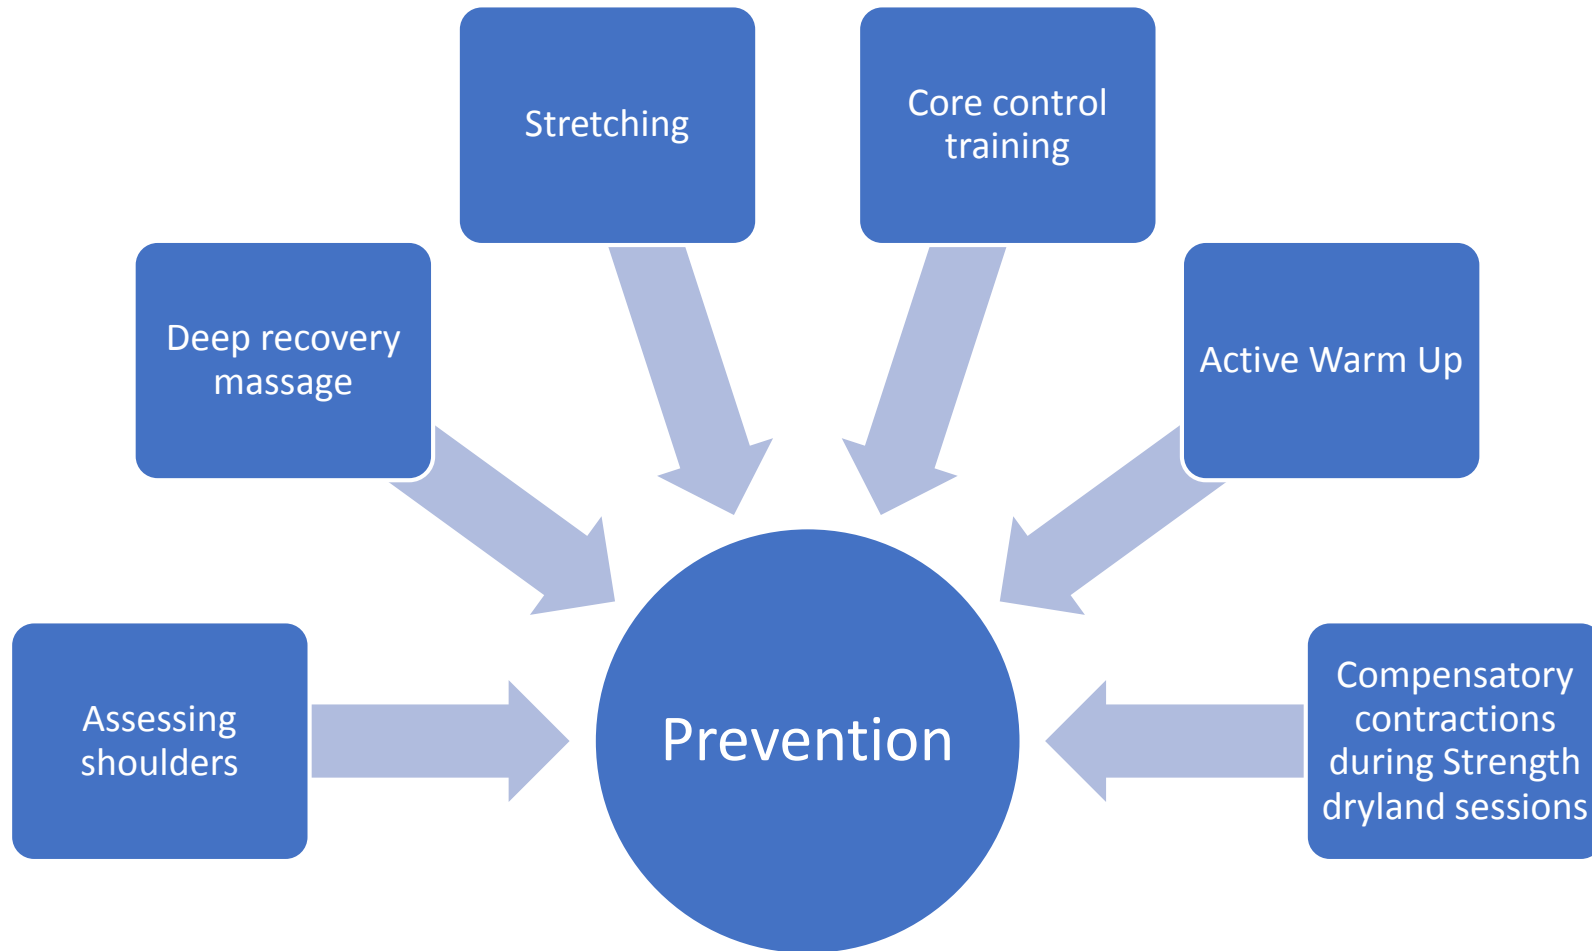 Stretching
Core control
training
Deep recovery
massage
Active Warm Up
Assessing
shoulders
Prevention
Compensatory
contractions
during Strength
dryland sessions